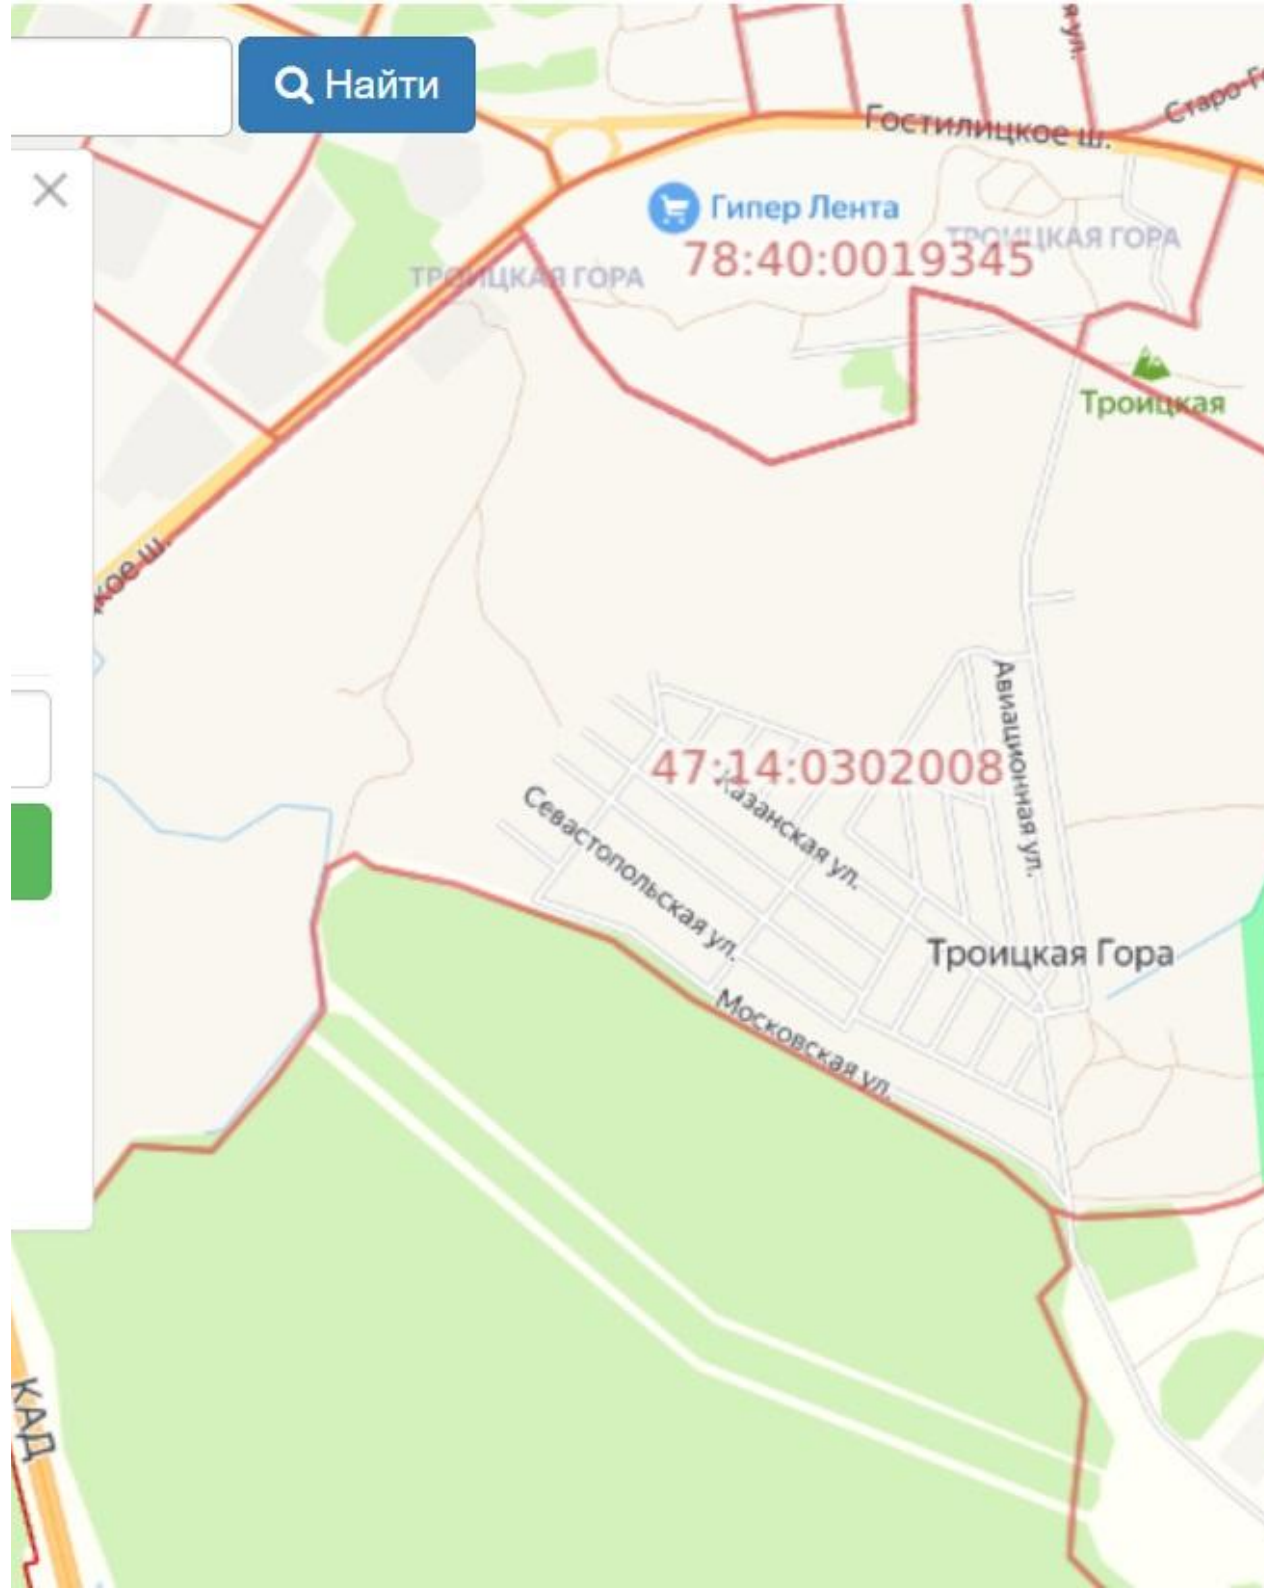 Найти
я ул.
Старо-Г
Гостилицкое ш.
Гипер Лента
ТРОИЦКАЯ ГОРА
78:40:0019345
ТРОИЦКАЯ ГОРА
Троицкая
кое ш.
Авиационная ул.
47:14:0302008
Казанская ул.
Севастопольская ул.
Троицкая Гора
Московская ул.
КАД